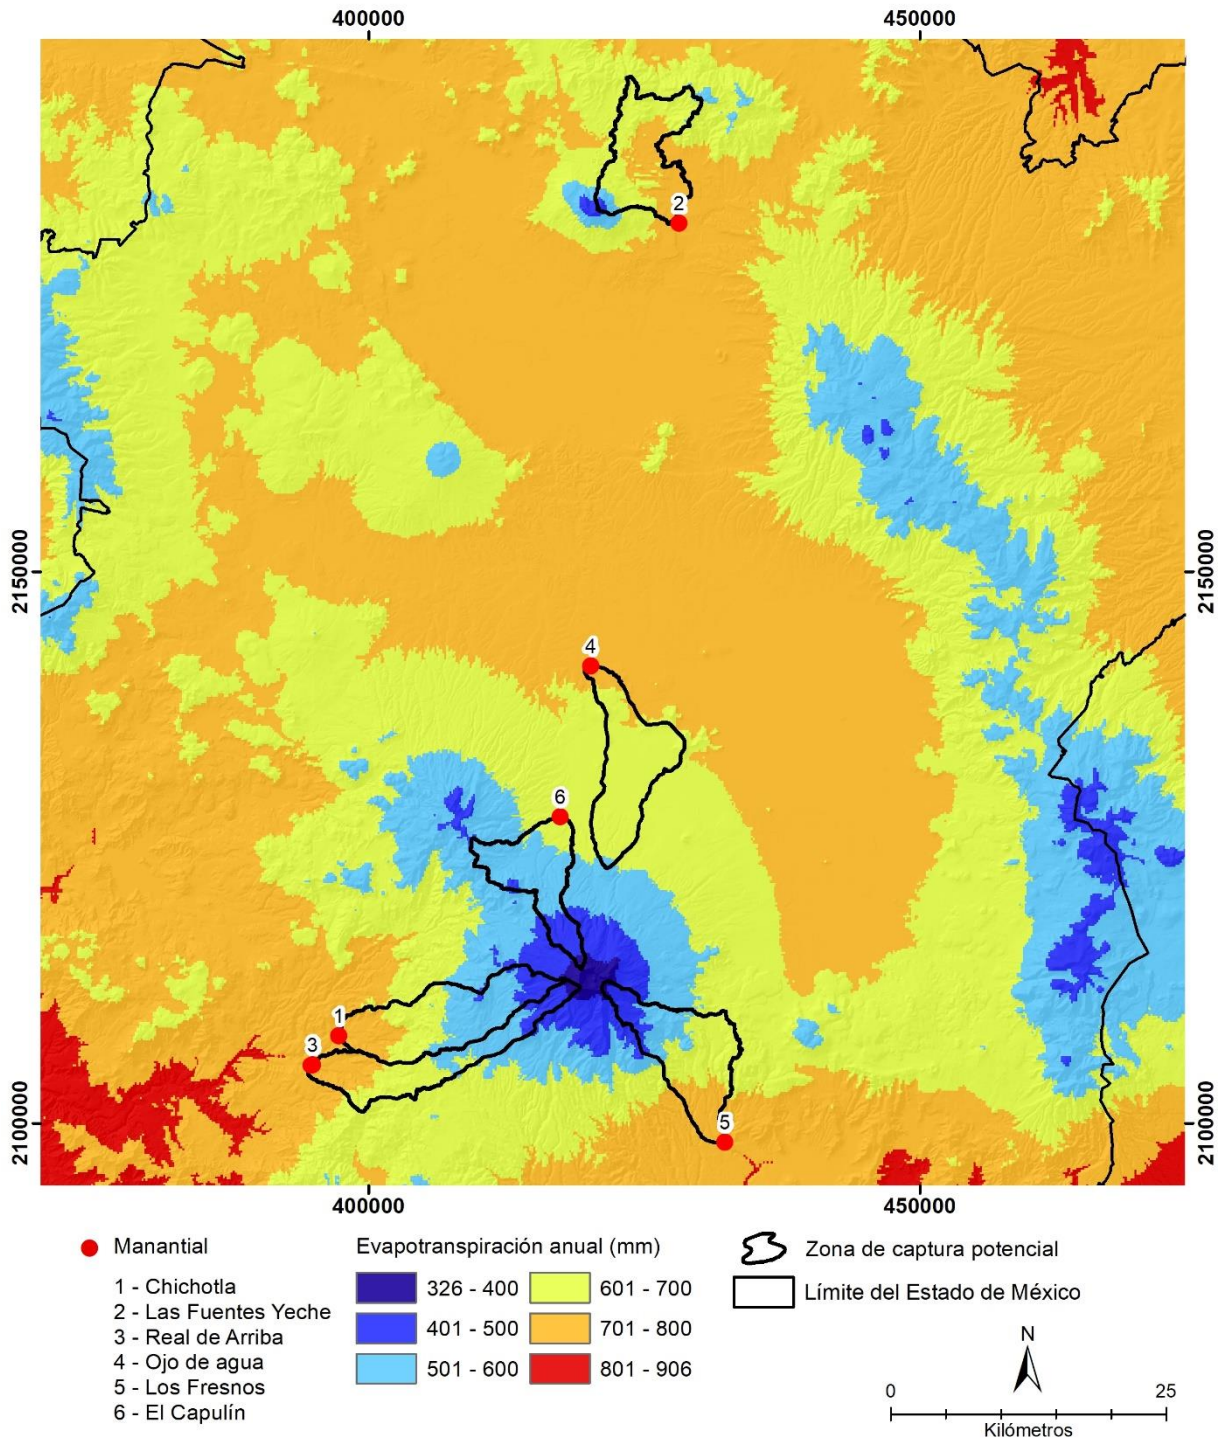 400000
450000
2
2150000
2150000
4
6
1
3
5
2100000
2100000
400000
450000
Manantial
1 - Chichotla
2 - Las Fuentes Yeche
3 - Real de Arriba
4 - Ojo de agua
5 - Los Fresnos
6 - El Capulín
Evapotranspiración anual (mm)
326 - 400
601 - 700
401 - 500
701 - 800
501 - 600
801 - 906
Zona de captura potencial
Límite del Estado de México
N
0
25
Kilómetros